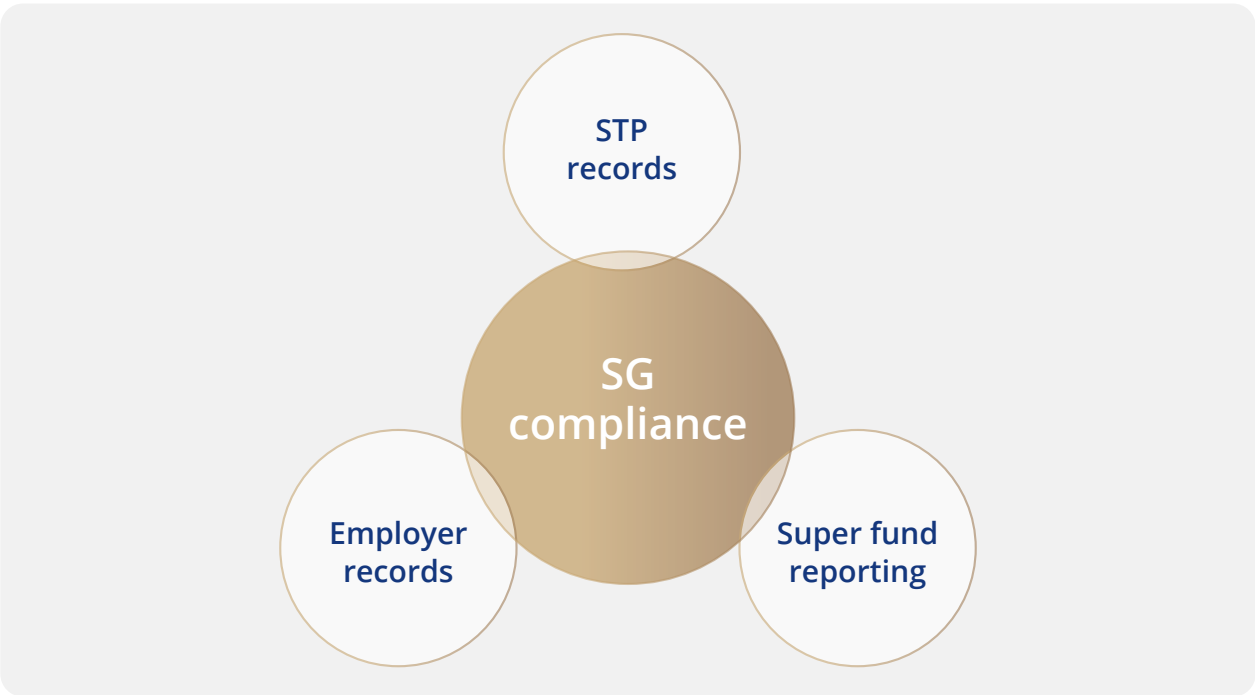 STP
records
SG
compliance
Employer
records
Super fund
reporting